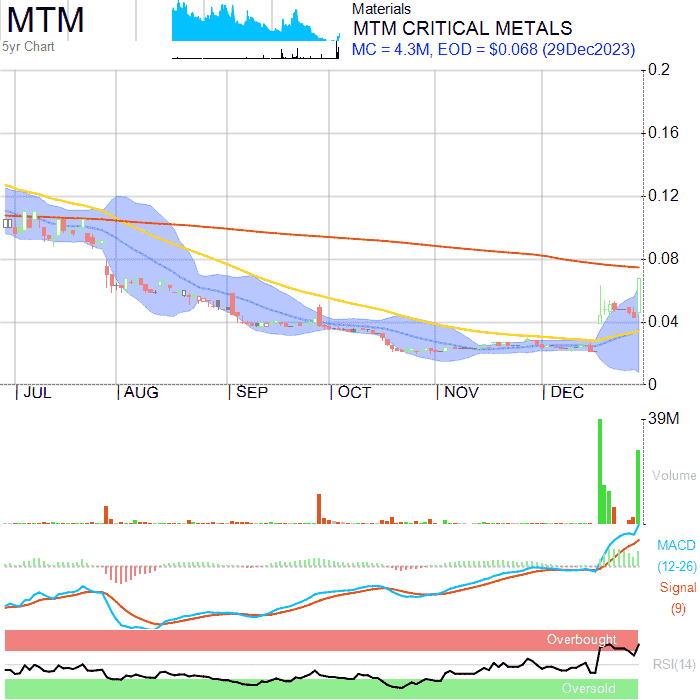 MTM
5yr Chart
Materials
MTM CRITICAL METALS
MC = 4.3M, EOD = $0.068 (29Dec2023)
0.2
0.16
0.12
0.08
0.04
0
JUL AUG SEP OCT NOV DEC
39M
Volume
MACD
(12-26)
Signal
(9)
Overbought
RSI(14)
Oversold